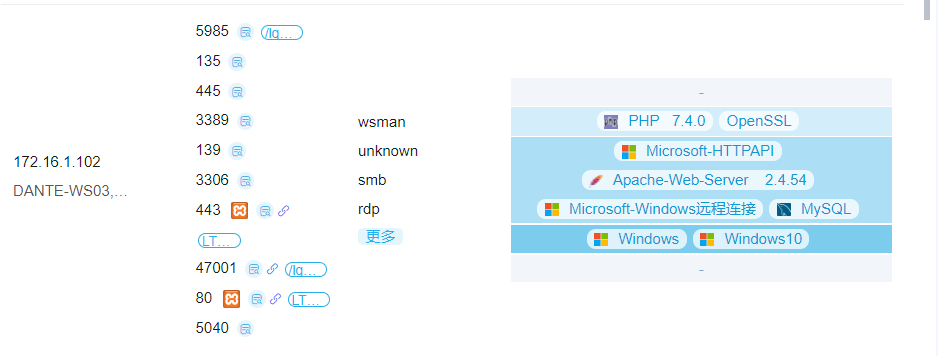 5985 /Ig…
135
445
3389
139
3306
443
LT…
47001 /Ig…
80 LT…
5040
172.16.1.102
DANTE-WS03,…
wsman
unknown
smb
rdp
更多
-
PHP 7.4.0 OpenSSL
Microsoft-HTTPAPI
Apache-Web-Server 2.4.54
Microsoft-Windows远程连接 MySQL
Windows Windows10
-